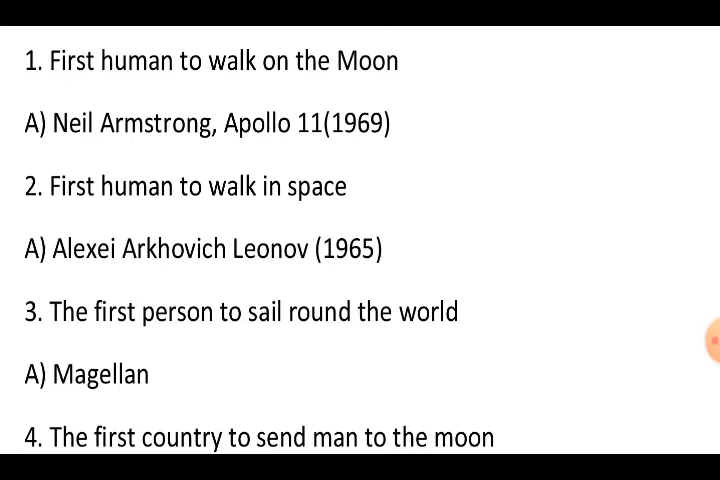 1. First human to walk on the Moon
A) Neil Armstrong, Apollo 11(1969)
2. First human to walk in space
A) Alexei Arkhovich Leonov (1965)
3. The first person to sail round the world
A) Magellan
4. The first country to send man to the moon